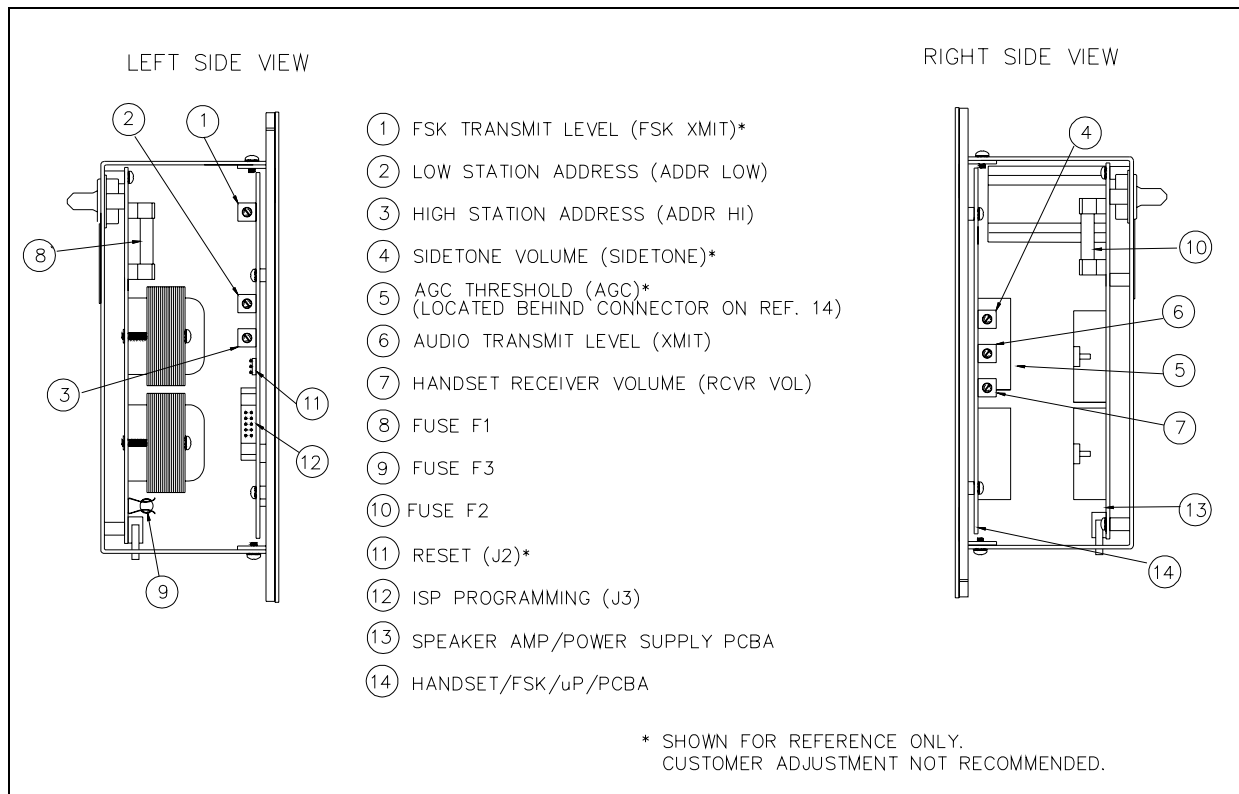 LEFT SIDE VIEW
RIGHT SIDE VIEW
2
1
8
3
11
12
9
1 FSK TRANSMIT LEVEL (FSK XMIT)*
2 LOW STATION ADDRESS (ADDR LOW)
3 HIGH STATION ADDRESS (ADDR HI)
4 SIDETONE VOLUME (SIDETONE)*
5 AGC THRESHOLD (AGC)*
(LOCATED BEHIND CONNECTOR ON REF. 14)
6 AUDIO TRANSMIT LEVEL (XMIT)
7 HANDSET RECEIVER VOLUME (RCVR VOL)
8 FUSE F1
9 FUSE F3
10 FUSE F2
11 RESET (J2)*
12 ISP PROGRAMMING (J3)
13 SPEAKER AMP/POWER SUPPLY PCBA
14 HANDSET/FSK/uP/PCBA
4
10
6
5
7
13
14
* SHOWN FOR REFERENCE ONLY.
CUSTOMER ADJUSTMENT NOT RECOMMENDED.